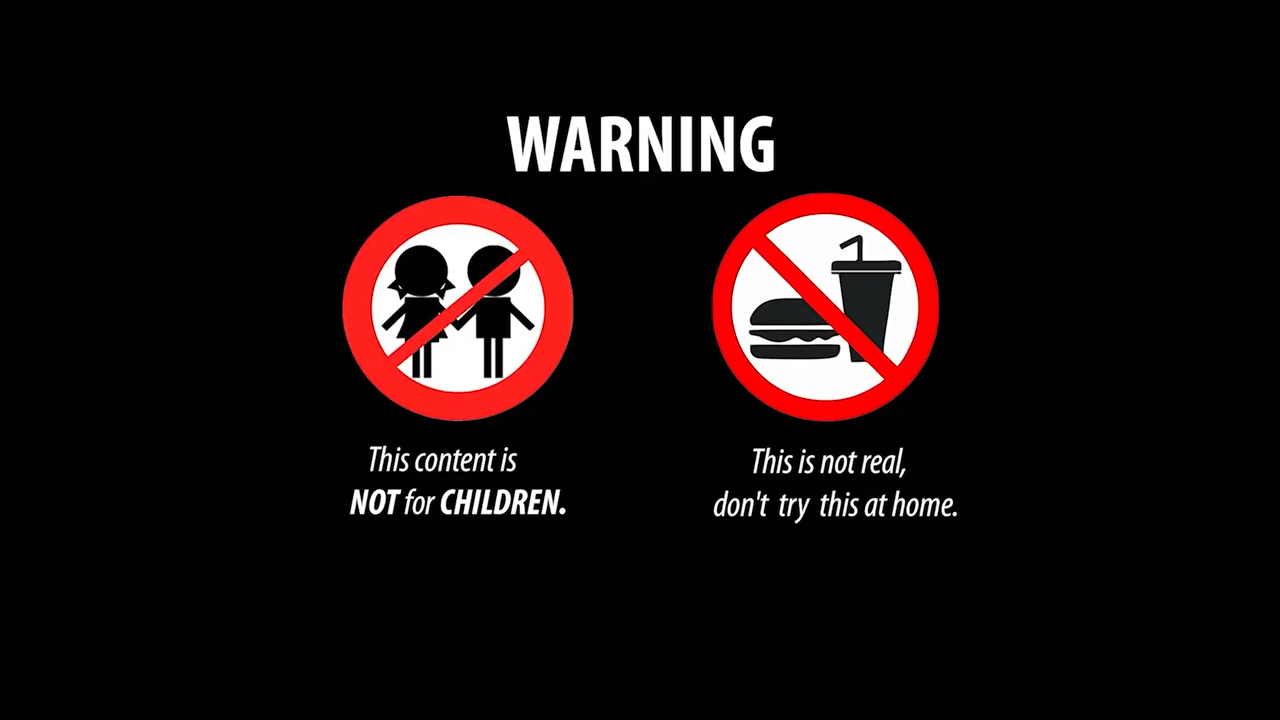 WARNING
This content is
NOT for CHILDREN.
This is not real,
don't try this at home.